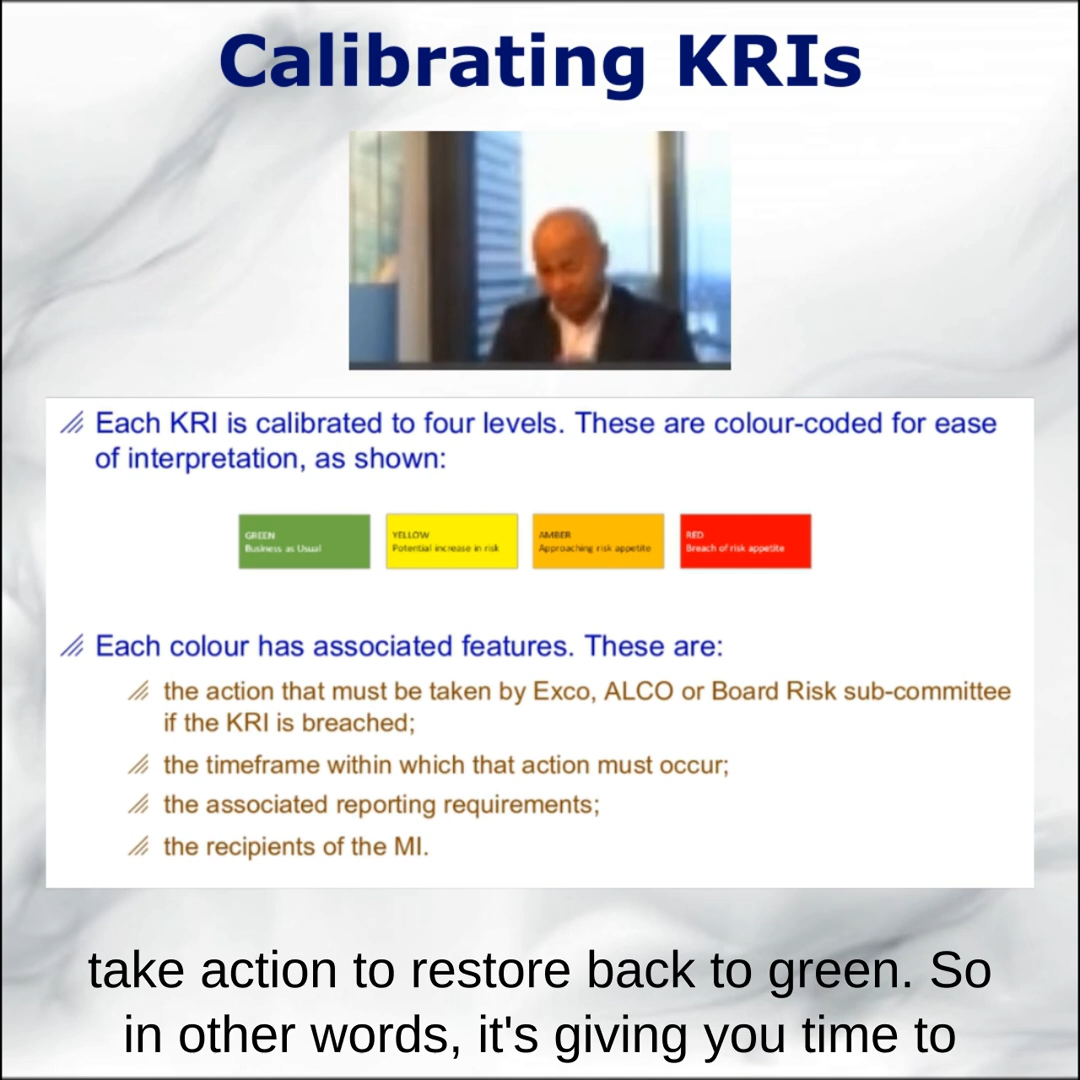 Calibrating KRIs
Each KRI is calibrated to four levels. These are colour-coded for ease
of interpretation, as shown:
GREEN
Business as Usual
YELLOW
Potential increase in risk
AMBER
Approaching risk appetite
RED
Breach of risk appetite
Each colour has associated features. These are:
the action that must be taken by Exco, ALCO or Board Risk sub-committee
if the KRI is breached;
the timeframe within which that action must occur;
the associated reporting requirements;
the recipients of the MI.
take action to restore back to green. So
in other words, it's giving you time to